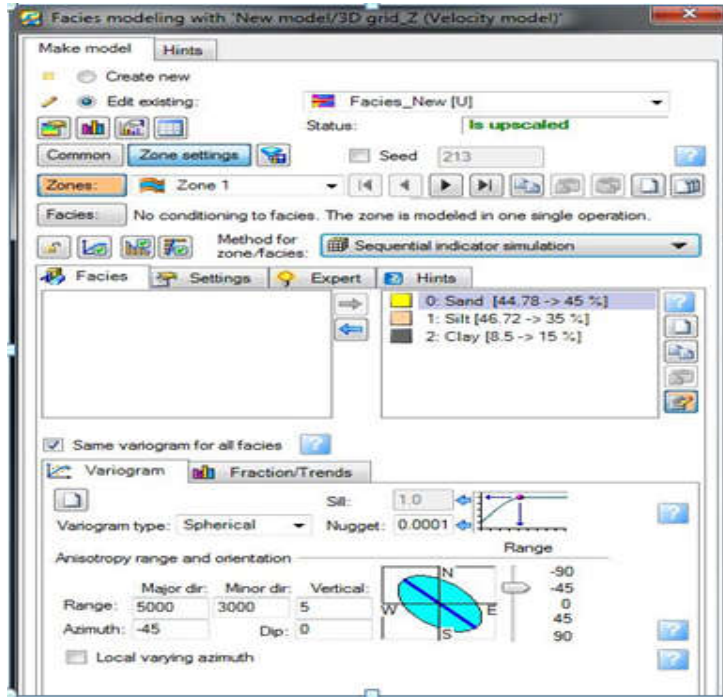 Facies modeling with 'New model/3D grid_Z (Velocity model)'
Make model Hints
Create new
Edit existing: Facies_New [U]
Status: Is upscaled
Common Zone settings Seed 213
Zones: Zone 1
Facies: No conditioning to facies. The zone is modeled in one single operation.
Method for zone/facies: Sequential indicator simulation
Facies Settings Expert Hints
0: Sand [44.78 -> 45 %]
1: Silt [46.72 -> 35 %]
2: Clay [8.5 -> 15 %]
Same variogram for all facies
Variogram Fraction/Trends
Sill: 1.0
Variogram type: Spherical Nugget: 0.0001
Range
Anisotropy range and orientation
Major dir: Minor dir: Vertical:
Range: 5000 3000 5
Azimuth: -45 Dip: 0
N
W E
S
-90
-45
0
45
90
Local varying azimuth